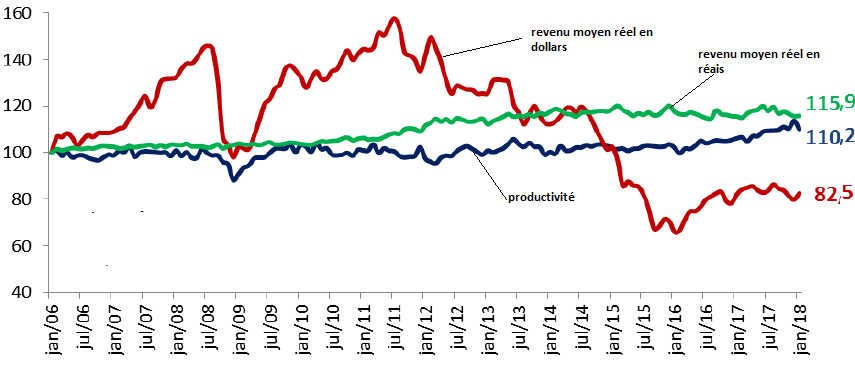 160
140
120
100
80
60
40
revenu moyen réel en
dollars
revenu moyen réel en
réais
productivité
115,9
110,2
82,5
jan/06
jul/06
jan/07
jul/07
jan/08
jul/08
jan/09
jul/09
jan/10
jul/10
jan/11
jul/11
jan/12
jul/12
jan/13
jul/13
jan/14
jul/14
jan/15
jul/15
jan/16
jul/16
jan/17
jul/17
jan/18